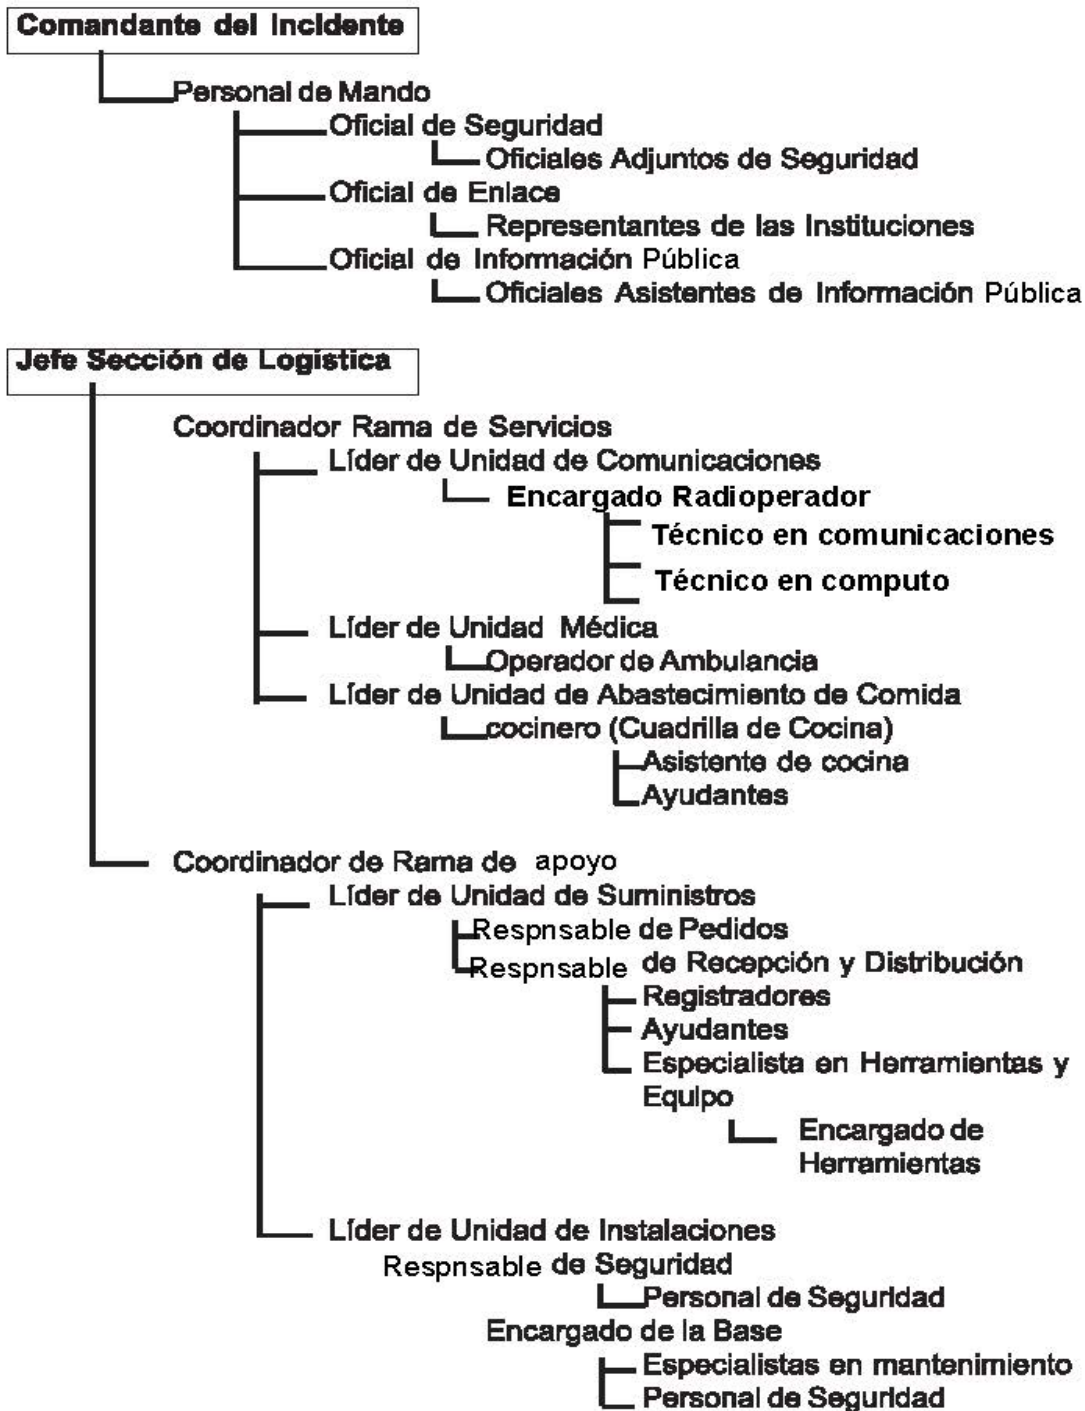 Comandante del Incidente
Personal de Mando
Oficial de Seguridad
Oficiales Adjuntos de Seguridad
Oficial de Enlace
Representantes de las Instituciones
Oficial de Información Pública
Oficiales Asistentes de Información Pública
Jefe Sección de Logística
Coordinador Rama de Servicios
Líder de Unidad de Comunicaciones
Encargado Radioperador
Técnico en comunicaciones
Técnico en computo
Líder de Unidad Médica
Operador de Ambulancia
Líder de Unidad de Abastecimiento de Comida
cocinero (Cuadrilla de Cocina)
Asistente de cocina
Ayudantes
Coordinador de Rama de apoyo
Líder de Unidad de Suministros
Respnsable de Pedidos
Respnsable de Recepción y Distribución
Registradores
Ayudantes
Especialista en Herramientas y
Equipo
Encargado de
Herramientas
Líder de Unidad de Instalaciones
Respnsable de Seguridad
Personal de Seguridad
Encargado de la Base
Especialistas en mantenimiento
Personal de Seguridad